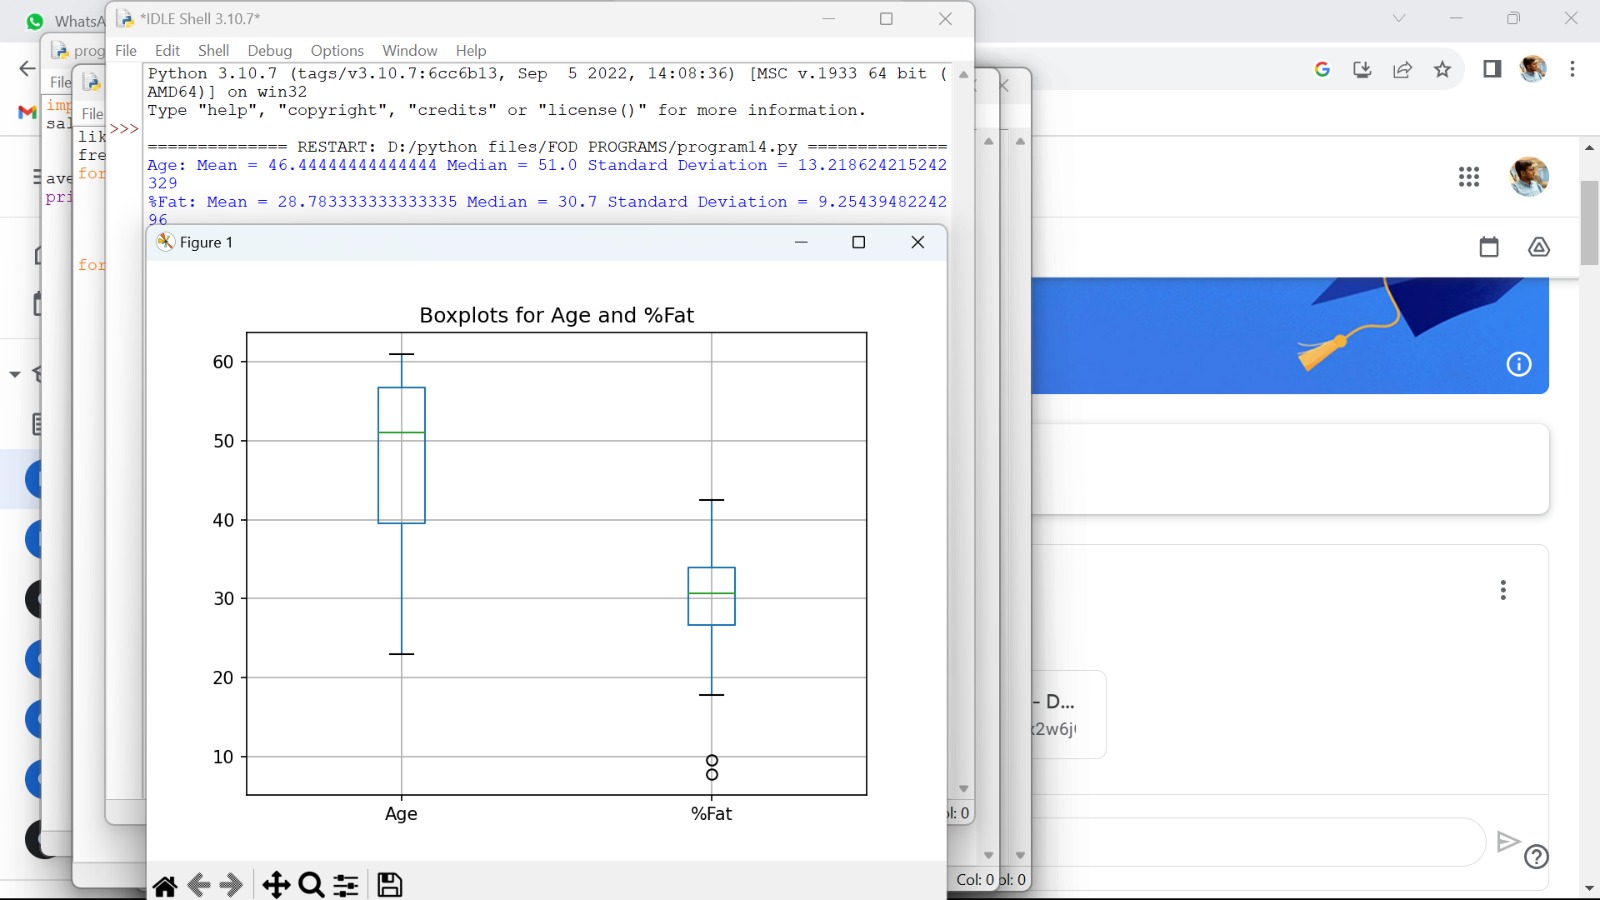 WhatsA
*IDLE Shell 3.10.7*
prog
File Edit Shell Debug Options Window Help
File
File
imp
sal
ave
pri
lik
fre
for
for
Python 3.10.7 (tags/v3.10.7:6cc6b13, Sep  5 2022, 14:08:36) [MSC v.1933 64 bit (
AMD64)] on win32
Type "help", "copyright", "credits" or "license()" for more information.
>>>
============== RESTART: D:/python files/FOD PROGRAMS/program14.py ==============
Age: Mean = 46.44444444444444 Median = 51.0 Standard Deviation = 13.218624215242
329
%Fat: Mean = 28.783333333333335 Median = 30.7 Standard Deviation = 9.25439482242
96
Figure 1
Boxplots for Age and %Fat
60
50
40
30
20
10
Age %Fat
- D...
2w6j
ol: 0
Col: 0
ol: 0